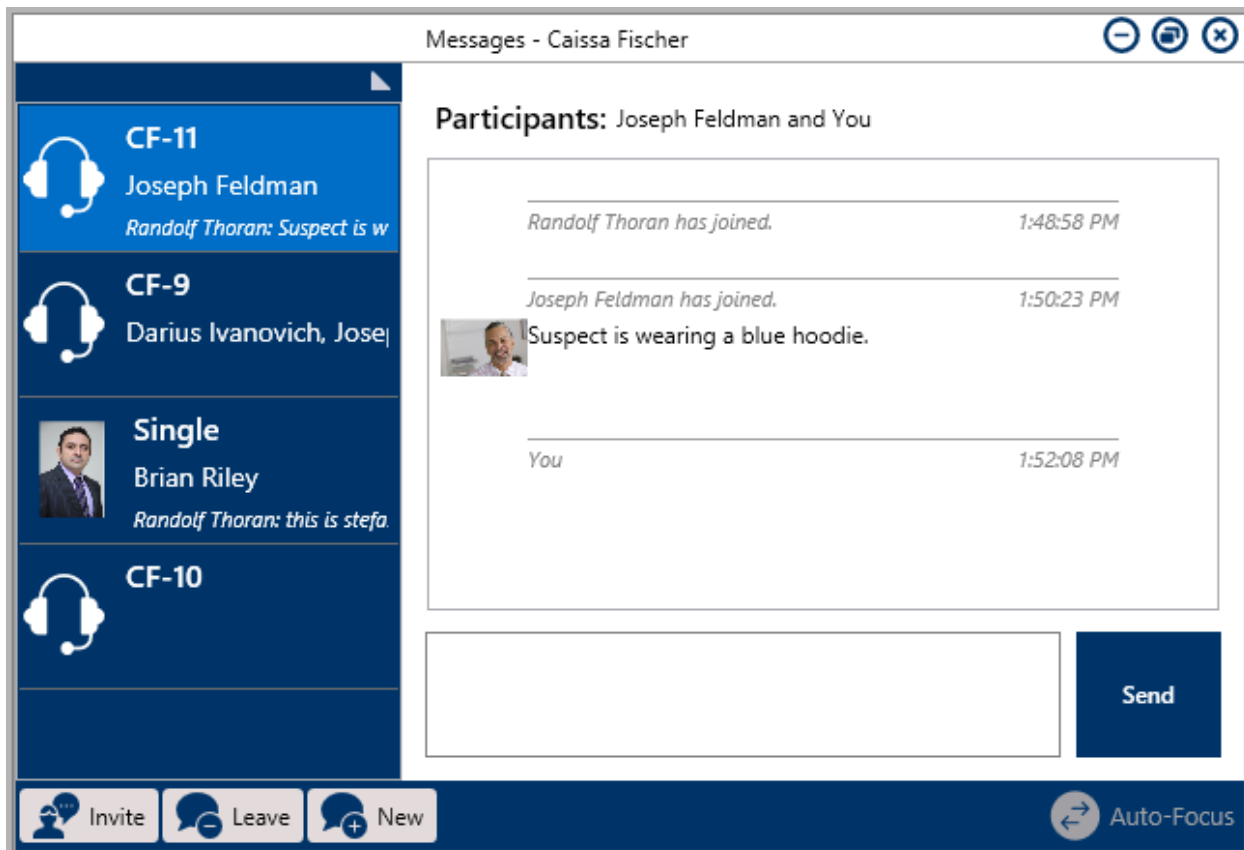 Messages - Caissa Fischer
CF-11
Joseph Feldman
Randolf Thoran: Suspect is w
CF-9
Darius Ivanovich, Josep
Single
Brian Riley
Randolf Thoran: this is stefa.
CF-10
Participants: Joseph Feldman and You
Randolf Thoran has joined. 1:48:58 PM
Joseph Feldman has joined. 1:50:23 PM
Suspect is wearing a blue hoodie.
You 1:52:08 PM
Send
Invite Leave New Auto-Focus